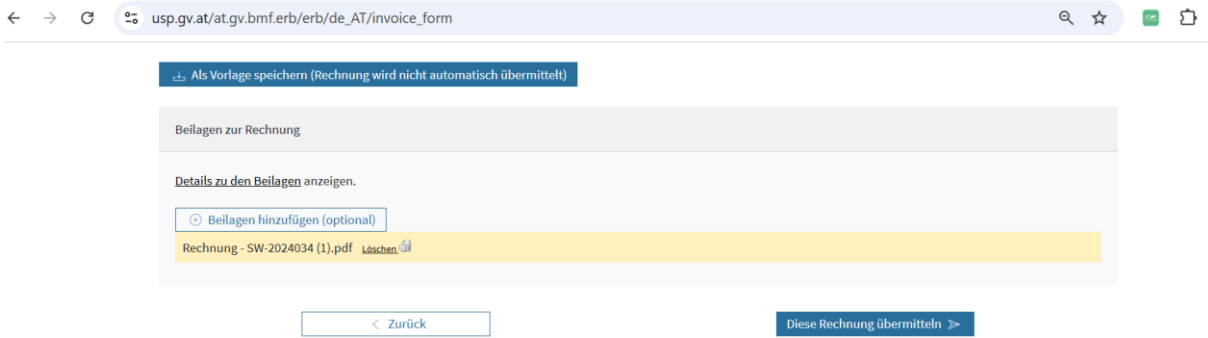 usp.gv.at/at.gv.bmf.erb/erb/de_AT/invoice_form
Als Vorlage speichern (Rechnung wird nicht automatisch übermittelt)
Beilagen zur Rechnung
Details zu den Beilagen anzeigen.
Beilagen hinzufügen (optional)
Rechnung - SW-2024034 (1).pdf Löschen
Zurück
Diese Rechnung übermitteln